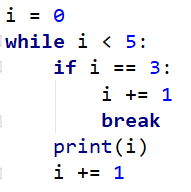 i = 0
while i < 5:
    if i == 3:
        i += 1
        break
    print(i)
    i += 1